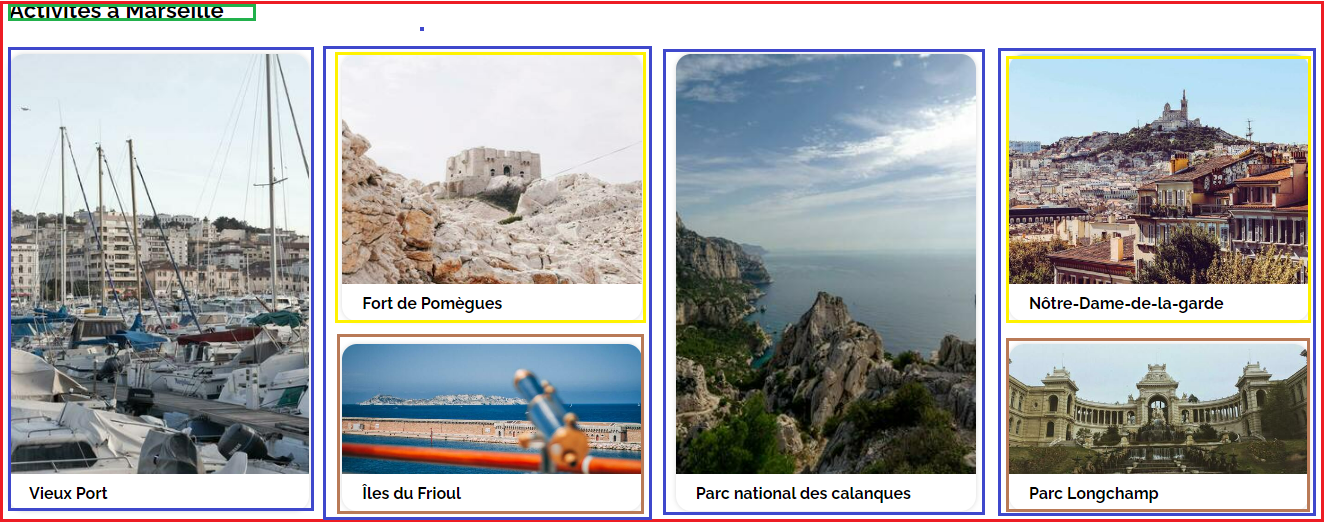 Activités à Marseille
Vieux Port
Fort de Pomègues
Îles du Frioul
Parc national des calanques
Nôtre-Dame-de-la-garde
Parc Longchamp